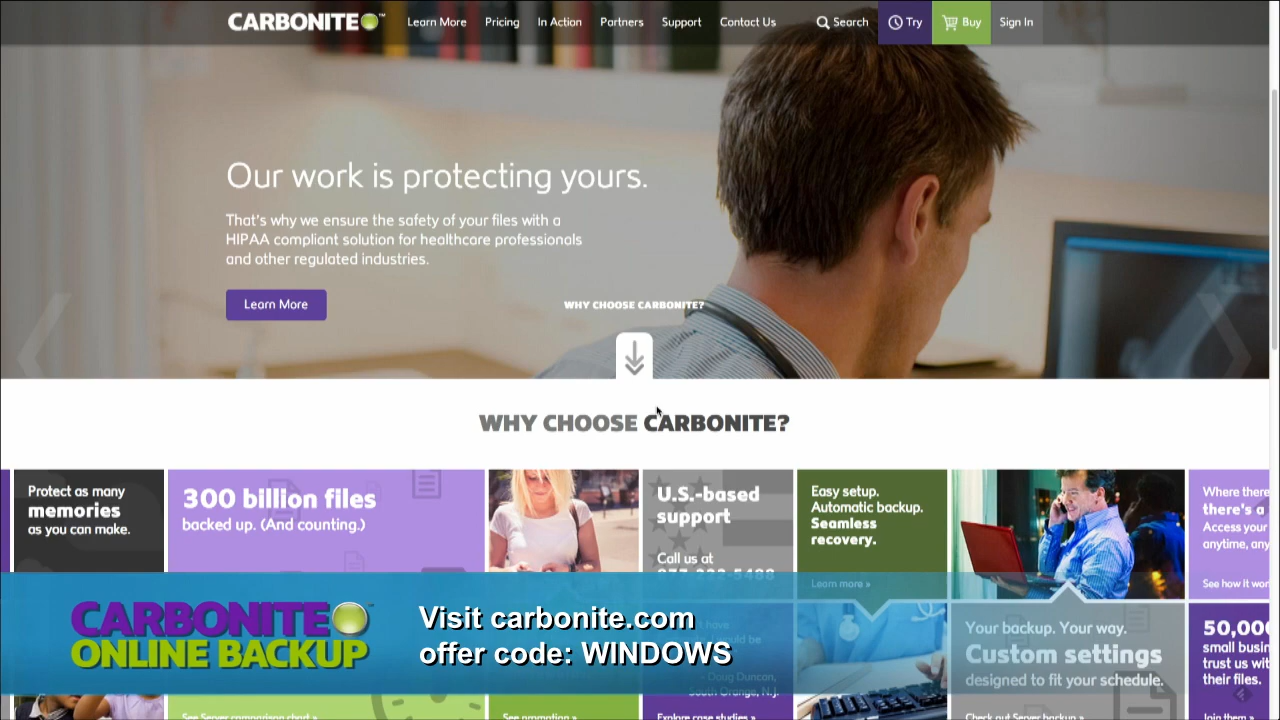 CARBONITE™
Learn More
Pricing
In Action
Partners
Support
Contact Us
Search
Try
Buy
Sign In
Our work is protecting yours.
That's why we ensure the safety of your files with a
HIPAA compliant solution for healthcare professionals
and other regulated industries.
Learn More
WHY CHOOSE CARBONITE?
WHY CHOOSE CARBONITE?
Protect as many
memories
as you can make.
300 billion files
backed up. (And counting.)
U.S.-based
support
Call us at
Easy setup.
Automatic backup.
Seamless
recovery.
Learn more »
Where there
there's a
Access your
anytime, any
See how it wor
CARBONITE
ONLINE BACKUP
Visit carbonite.com
offer code: WINDOWS
have
would be
- Doug Duncan,
South Orange, N.J.
Explore case studies »
Your backup. Your way.
Custom settings
designed to fit your schedule.
Check out Server backup »
50,000
small busin
trust us wit
their files.
Join them »
See Server comparison chart »
See promotion »